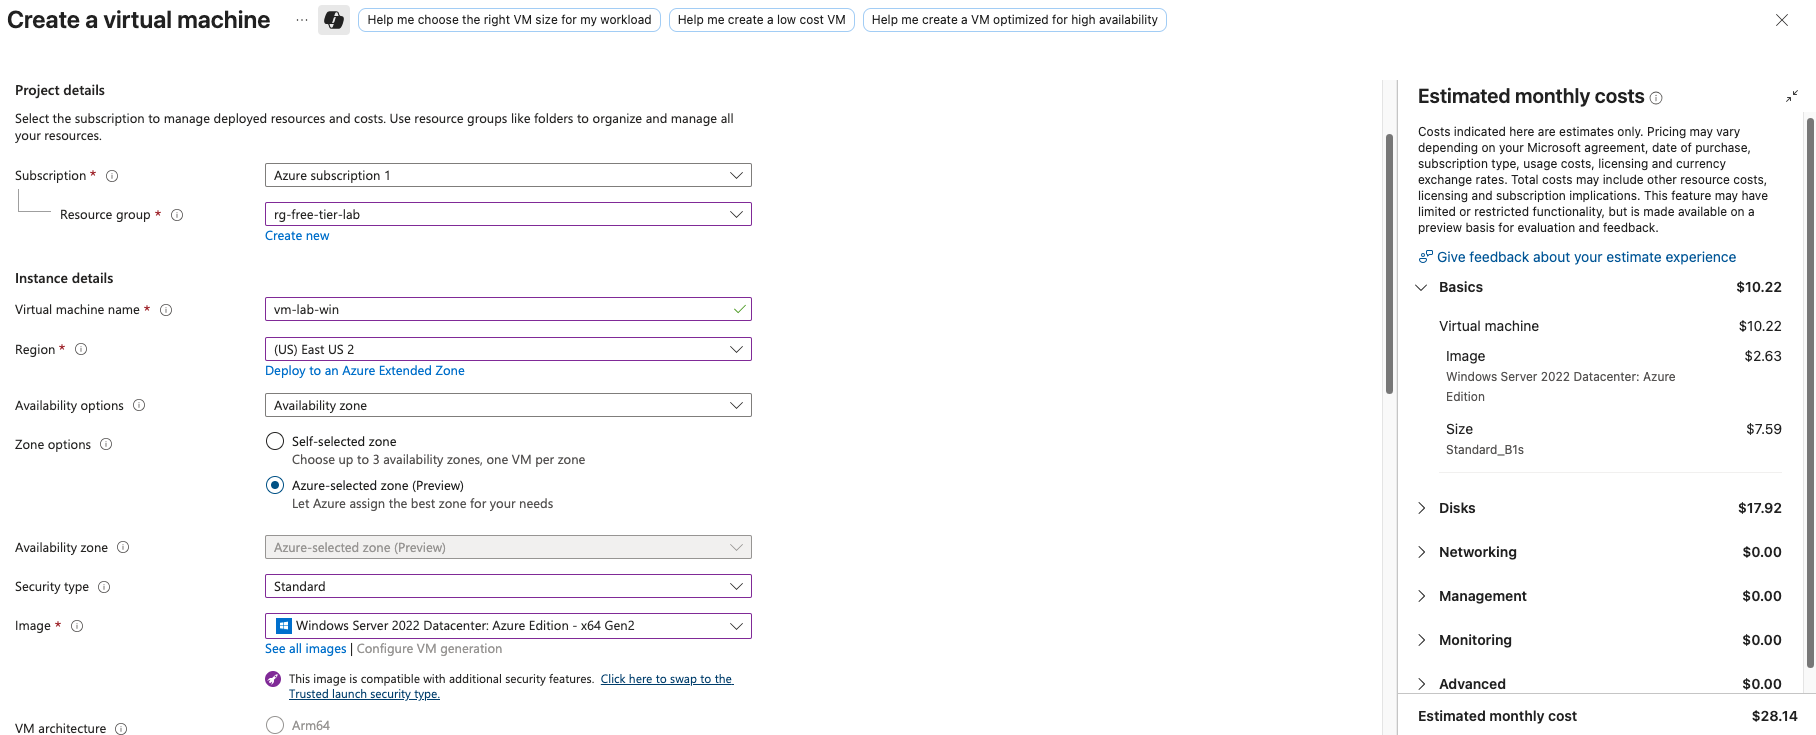 Create a virtual machine
...
Help me choose the right VM size for my workload
Help me create a low cost VM
Help me create a VM optimized for high availability
Project details
Select the subscription to manage deployed resources and costs. Use resource groups like folders to organize and manage all
your resources.
Subscription *
Azure subscription 1
Resource group *
rg-free-tier-lab
Create new
Instance details
Virtual machine name *
vm-lab-win
Region *
(US) East US 2
Deploy to an Azure Extended Zone
Availability options
Availability zone
Zone options
Self-selected zone
Choose up to 3 availability zones, one VM per zone
Azure-selected zone (Preview)
Let Azure assign the best zone for your needs
Availability zone
Azure-selected zone (Preview)
Security type
Standard
Image *
Windows Server 2022 Datacenter: Azure Edition - x64 Gen2
See all images | Configure VM generation
This image is compatible with additional security features. Click here to swap to the
Trusted launch security type.
VM architecture
Arm64
Estimated monthly costs
Costs indicated here are estimates only. Pricing may vary
depending on your Microsoft agreement, date of purchase,
subscription type, usage costs, licensing and currency
exchange rates. Total costs may include other resource costs,
licensing and subscription implications. This feature may have
limited or restricted functionality, but is made available on a
preview basis for evaluation and feedback.
Give feedback about your estimate experience
Basics $10.22
Virtual machine $10.22
Image $2.63
Windows Server 2022 Datacenter: Azure
Edition
Size $7.59
Standard_B1s
Disks $17.92
Networking $0.00
Management $0.00
Monitoring $0.00
Advanced $0.00
Estimated monthly cost $28.14